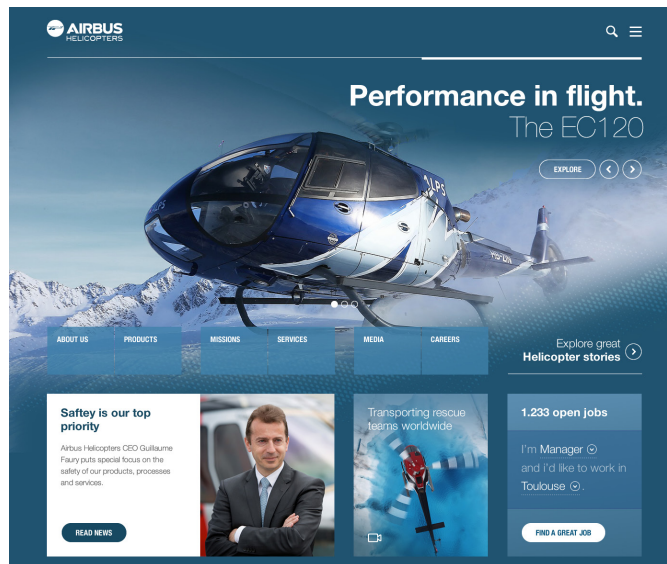 AIRBUS
HELICOPTERS
Performance in flight.
The EC120
EXPLORE
ALPS
ABOUT US
PRODUCTS
MISSIONS
SERVICES
MEDIA
CAREERS
Explore great
Helicopter stories
Saftey is our top
priority
Airbus Helicopters CEO Guillaume
Faury puts special focus on the
safety of our products, processes
and services.
READ NEWS
Transporting rescue
teams worldwide
1.233 open jobs
I'm Manager
and i'd like to work in
Toulouse .
FIND A GREAT JOB